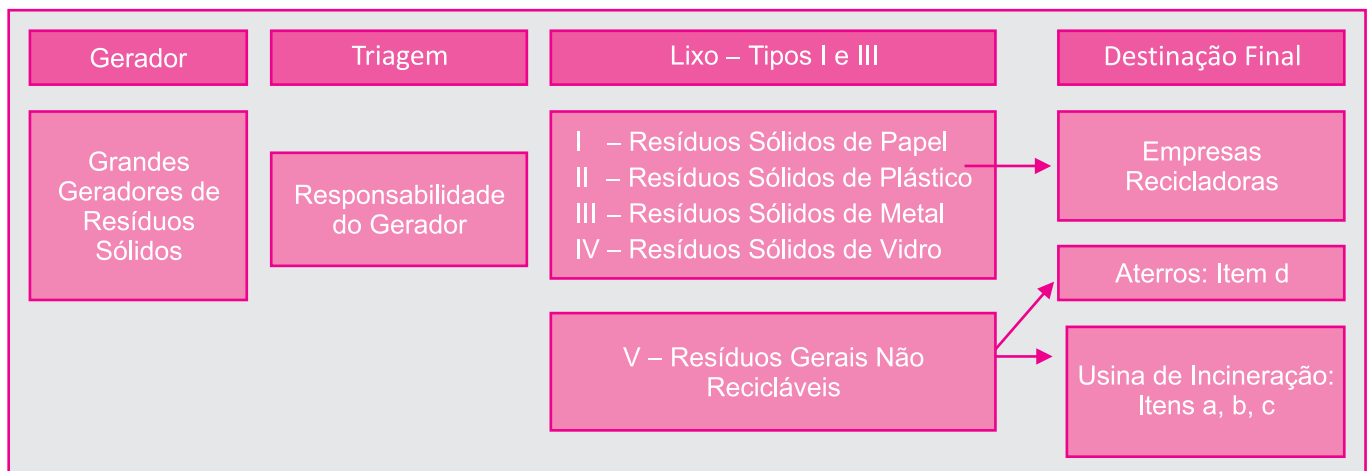 Gerador
Triagem
Lixo – Tipos I e III
Destinação Final
Grandes
Geradores de
Resíduos
Sólidos
Responsabilidade
do Gerador
I – Resíduos Sólidos de Papel
II – Resíduos Sólidos de Plástico
III – Resíduos Sólidos de Metal
IV – Resíduos Sólidos de Vidro
Empresas
Recicladoras
V – Resíduos Gerais Não
Recicláveis
Aterros: Item d
Usina de Incineração:
Itens a, b, c